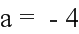 a = - 4